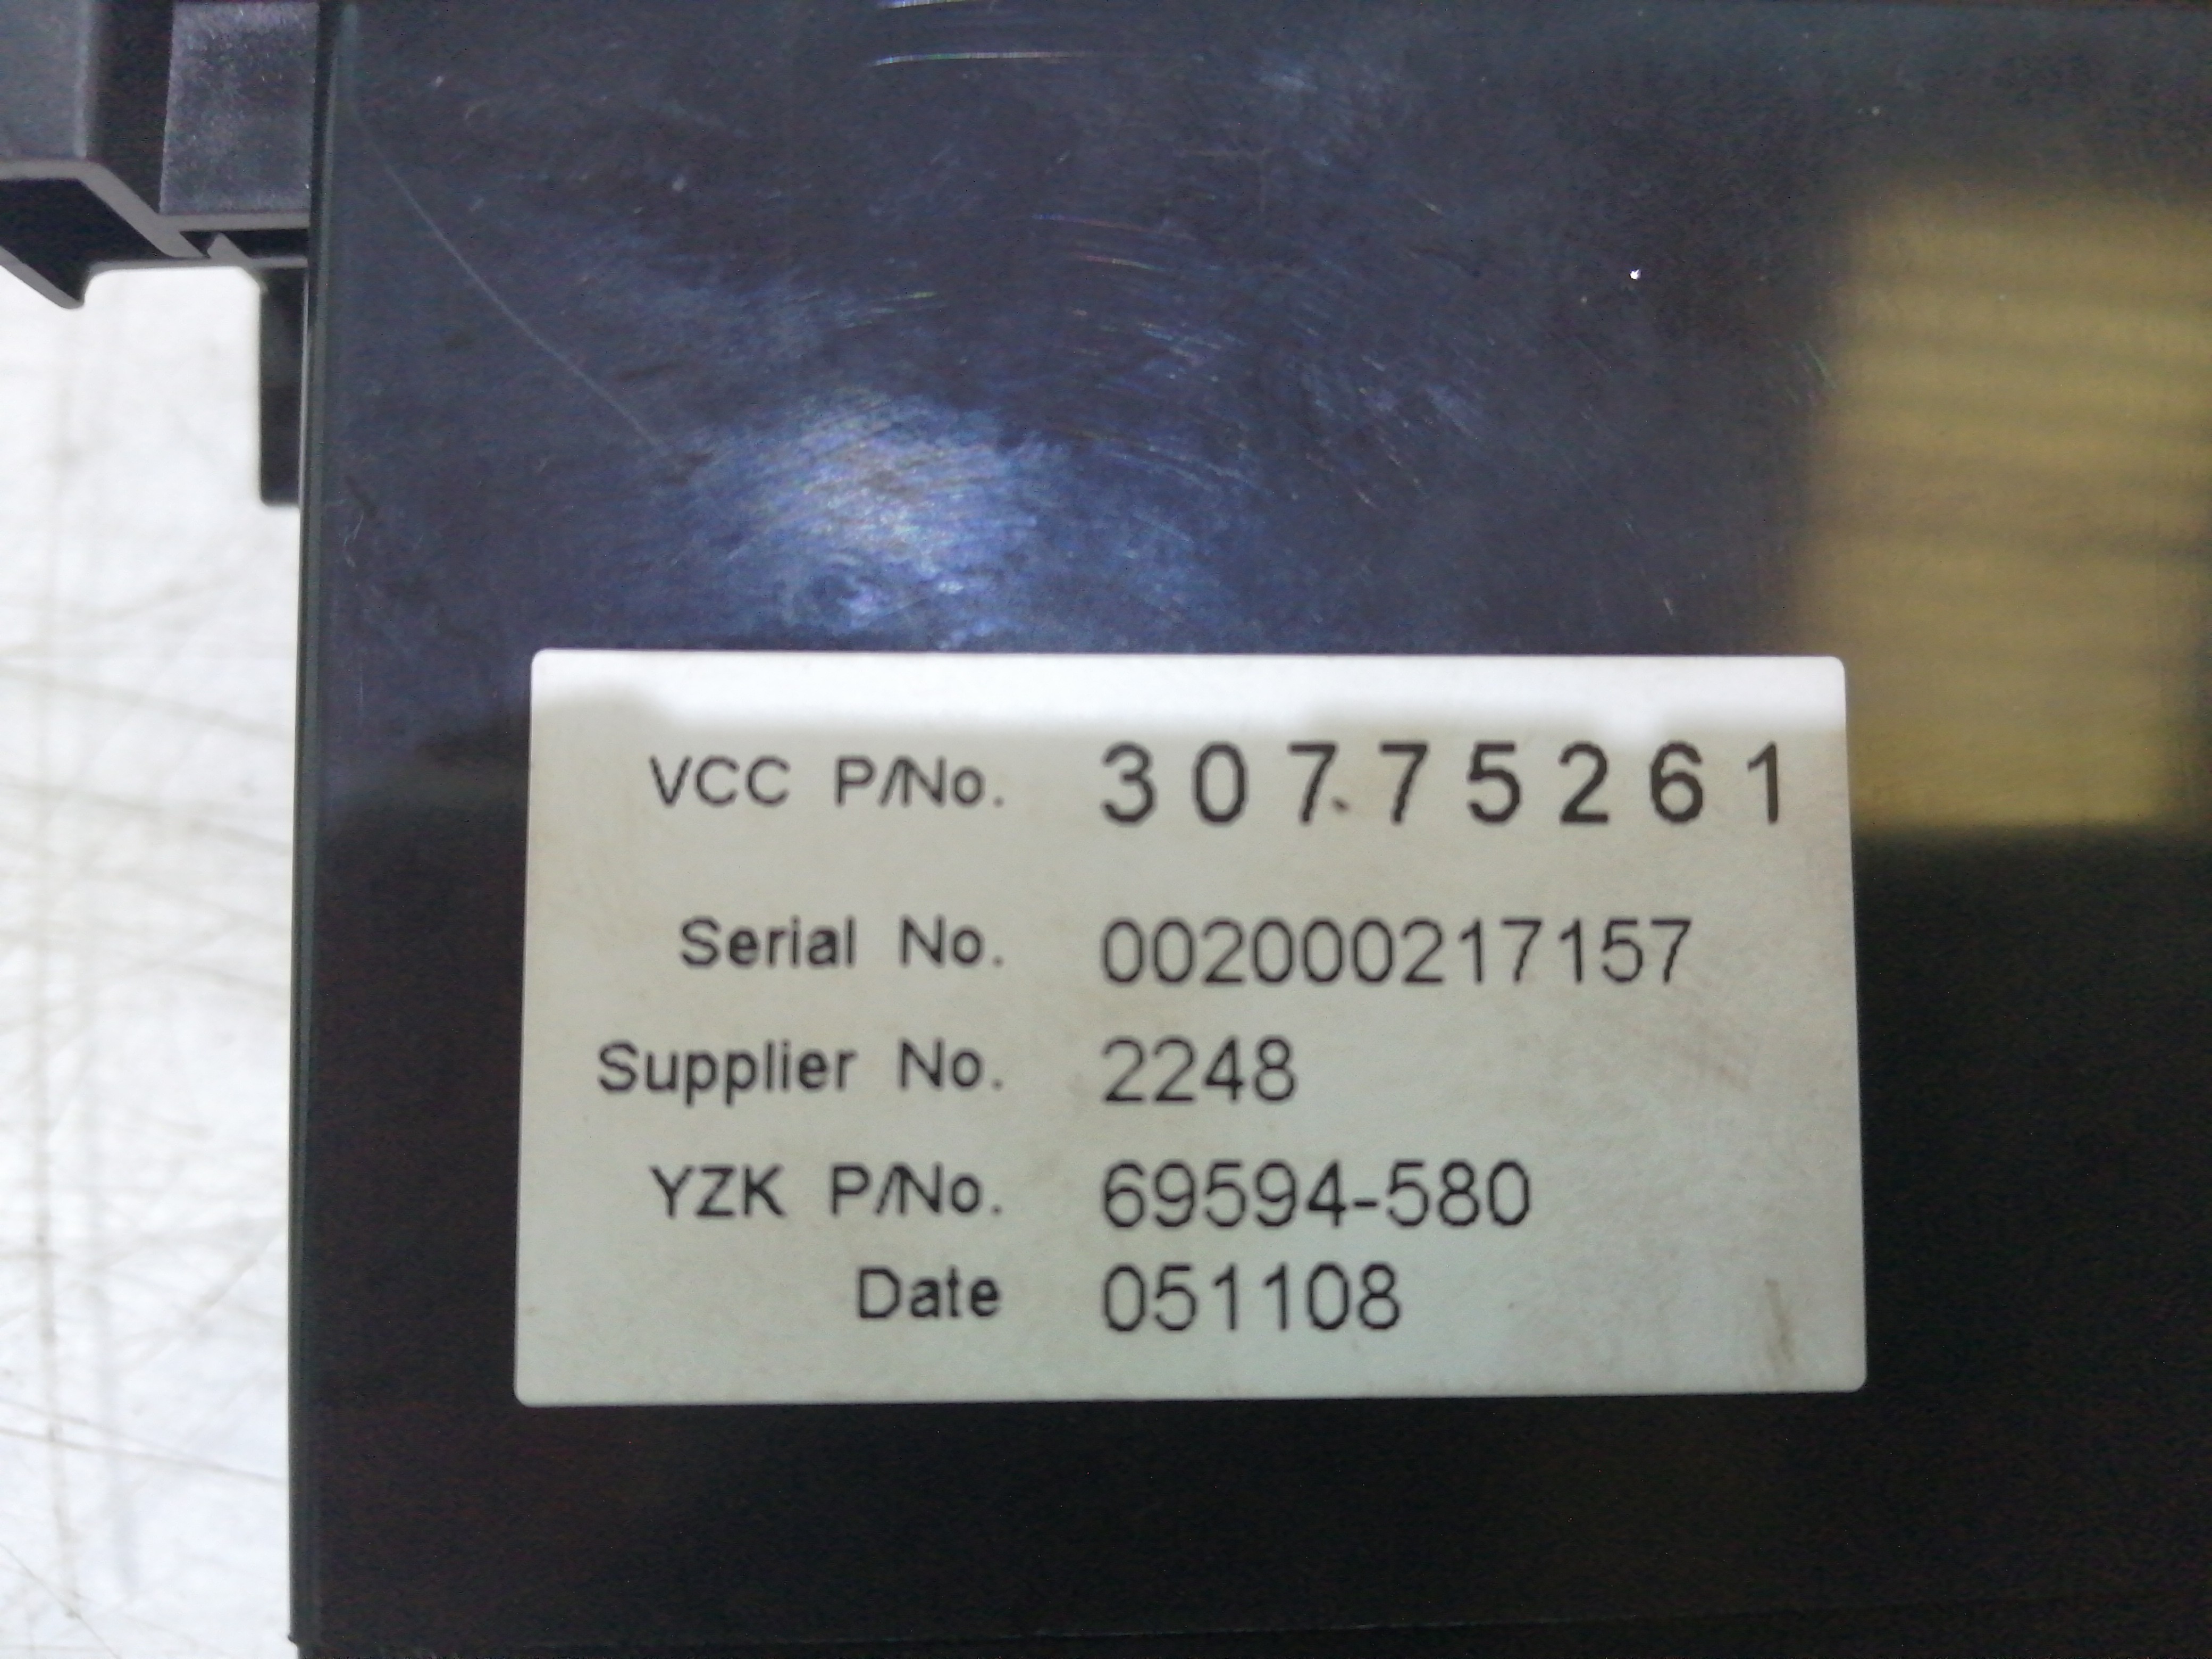 VCC P/No. 30775261
Serial No. 002000217157
Supplier No. 2248
YZK P/No. 69594-580
Date 051108